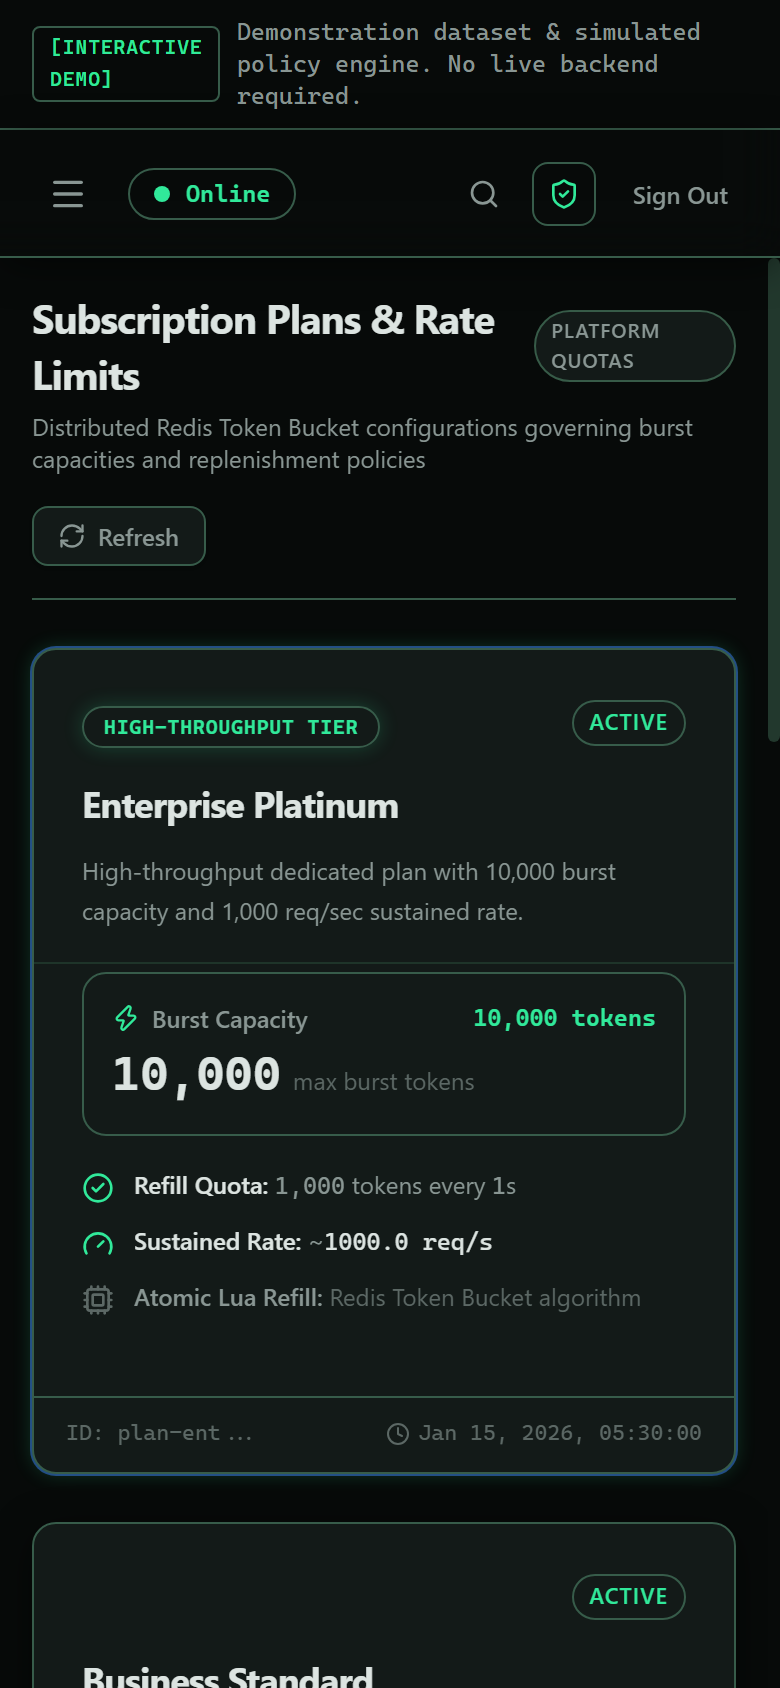 [INTERACTIVE
DEMO]
Demonstration dataset & simulated
policy engine. No live backend
required.
Online
Sign Out
Subscription Plans & Rate
Limits
PLATFORM
QUOTAS
Distributed Redis Token Bucket configurations governing burst
capacities and replenishment policies
Refresh
HIGH-THROUGHPUT TIER
ACTIVE
Enterprise Platinum
High-throughput dedicated plan with 10,000 burst
capacity and 1,000 req/sec sustained rate.
Burst Capacity
10,000 tokens
10,000 max burst tokens
Refill Quota: 1,000 tokens every 1s
Sustained Rate: ~1000.0 req/s
Atomic Lua Refill: Redis Token Bucket algorithm
ID: plan-ent...
Jan 15, 2026, 05:30:00
ACTIVE
Business Standard